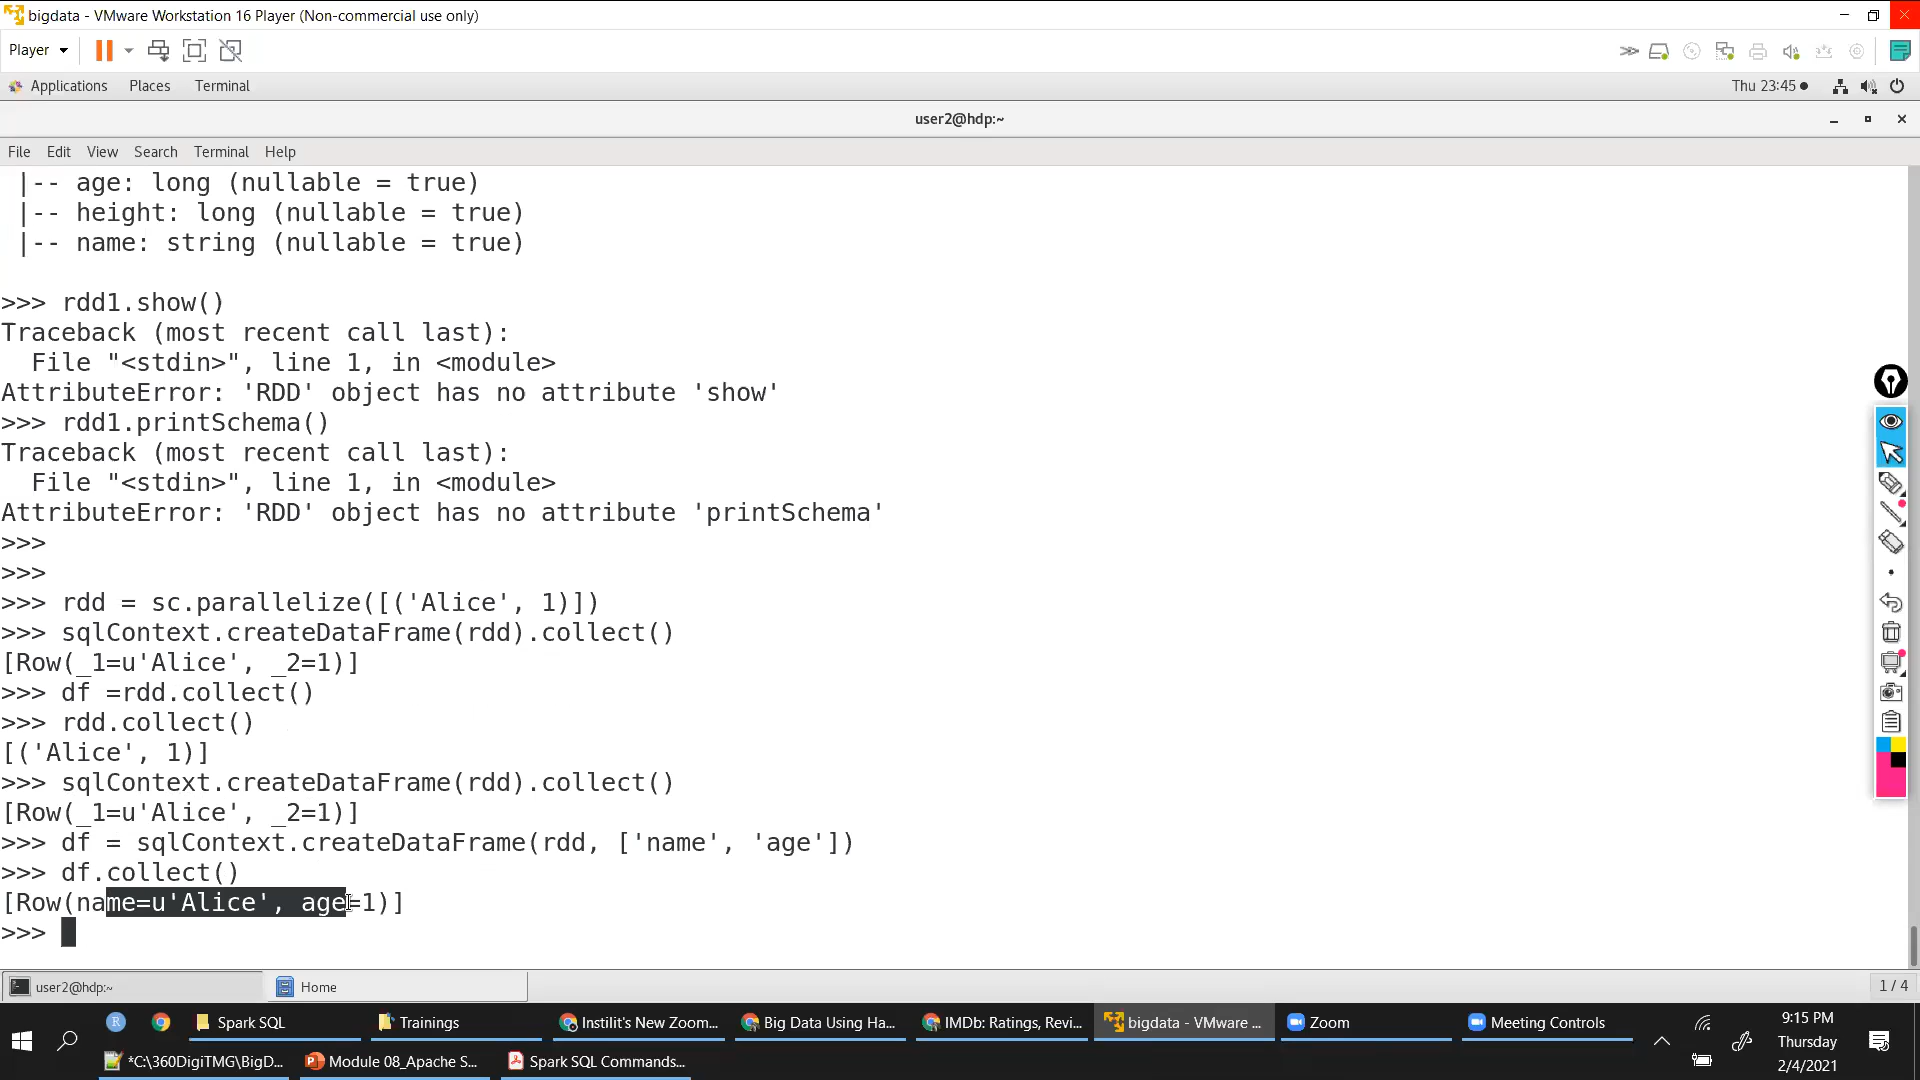 bigdata - VMware Workstation 16 Player (Non-commercial use only)
Player
Applications Places Terminal Thu 23:45
user2@hdp:~
File Edit View Search Terminal Help
|-- age: long (nullable = true)
|-- height: long (nullable = true)
|-- name: string (nullable = true)
>>> rdd1.show()
Traceback (most recent call last):
File "<stdin>", line 1, in <module>
AttributeError: 'RDD' object has no attribute 'show'
>>> rdd1.printSchema()
Traceback (most recent call last):
File "<stdin>", line 1, in <module>
AttributeError: 'RDD' object has no attribute 'printSchema'
>>>
>>>
>>> rdd = sc.parallelize([('Alice', 1)])
>>> sqlContext.createDataFrame(rdd).collect()
[Row(_1=u'Alice', _2=1)]
>>> df =rdd.collect()
>>> rdd.collect()
[('Alice', 1)]
>>> sqlContext.createDataFrame(rdd).collect()
[Row(_1=u'Alice', _2=1)]
>>> df = sqlContext.createDataFrame(rdd, ['name', 'age'])
>>> df.collect()
[Row(name=u'Alice', age=1)]
>>>
user2@hdp:~ Home 1 / 4
Spark SQL Trainings Instilit's New Zoom... Big Data Using Ha... IMDb: Ratings, Revi... bigdata - VMware ... Zoom Meeting Controls 9:15 PM
Thursday
*C:\360DigiTMG\BigD... Module 08_Apache S... Spark SQL Commands... 2/4/2021